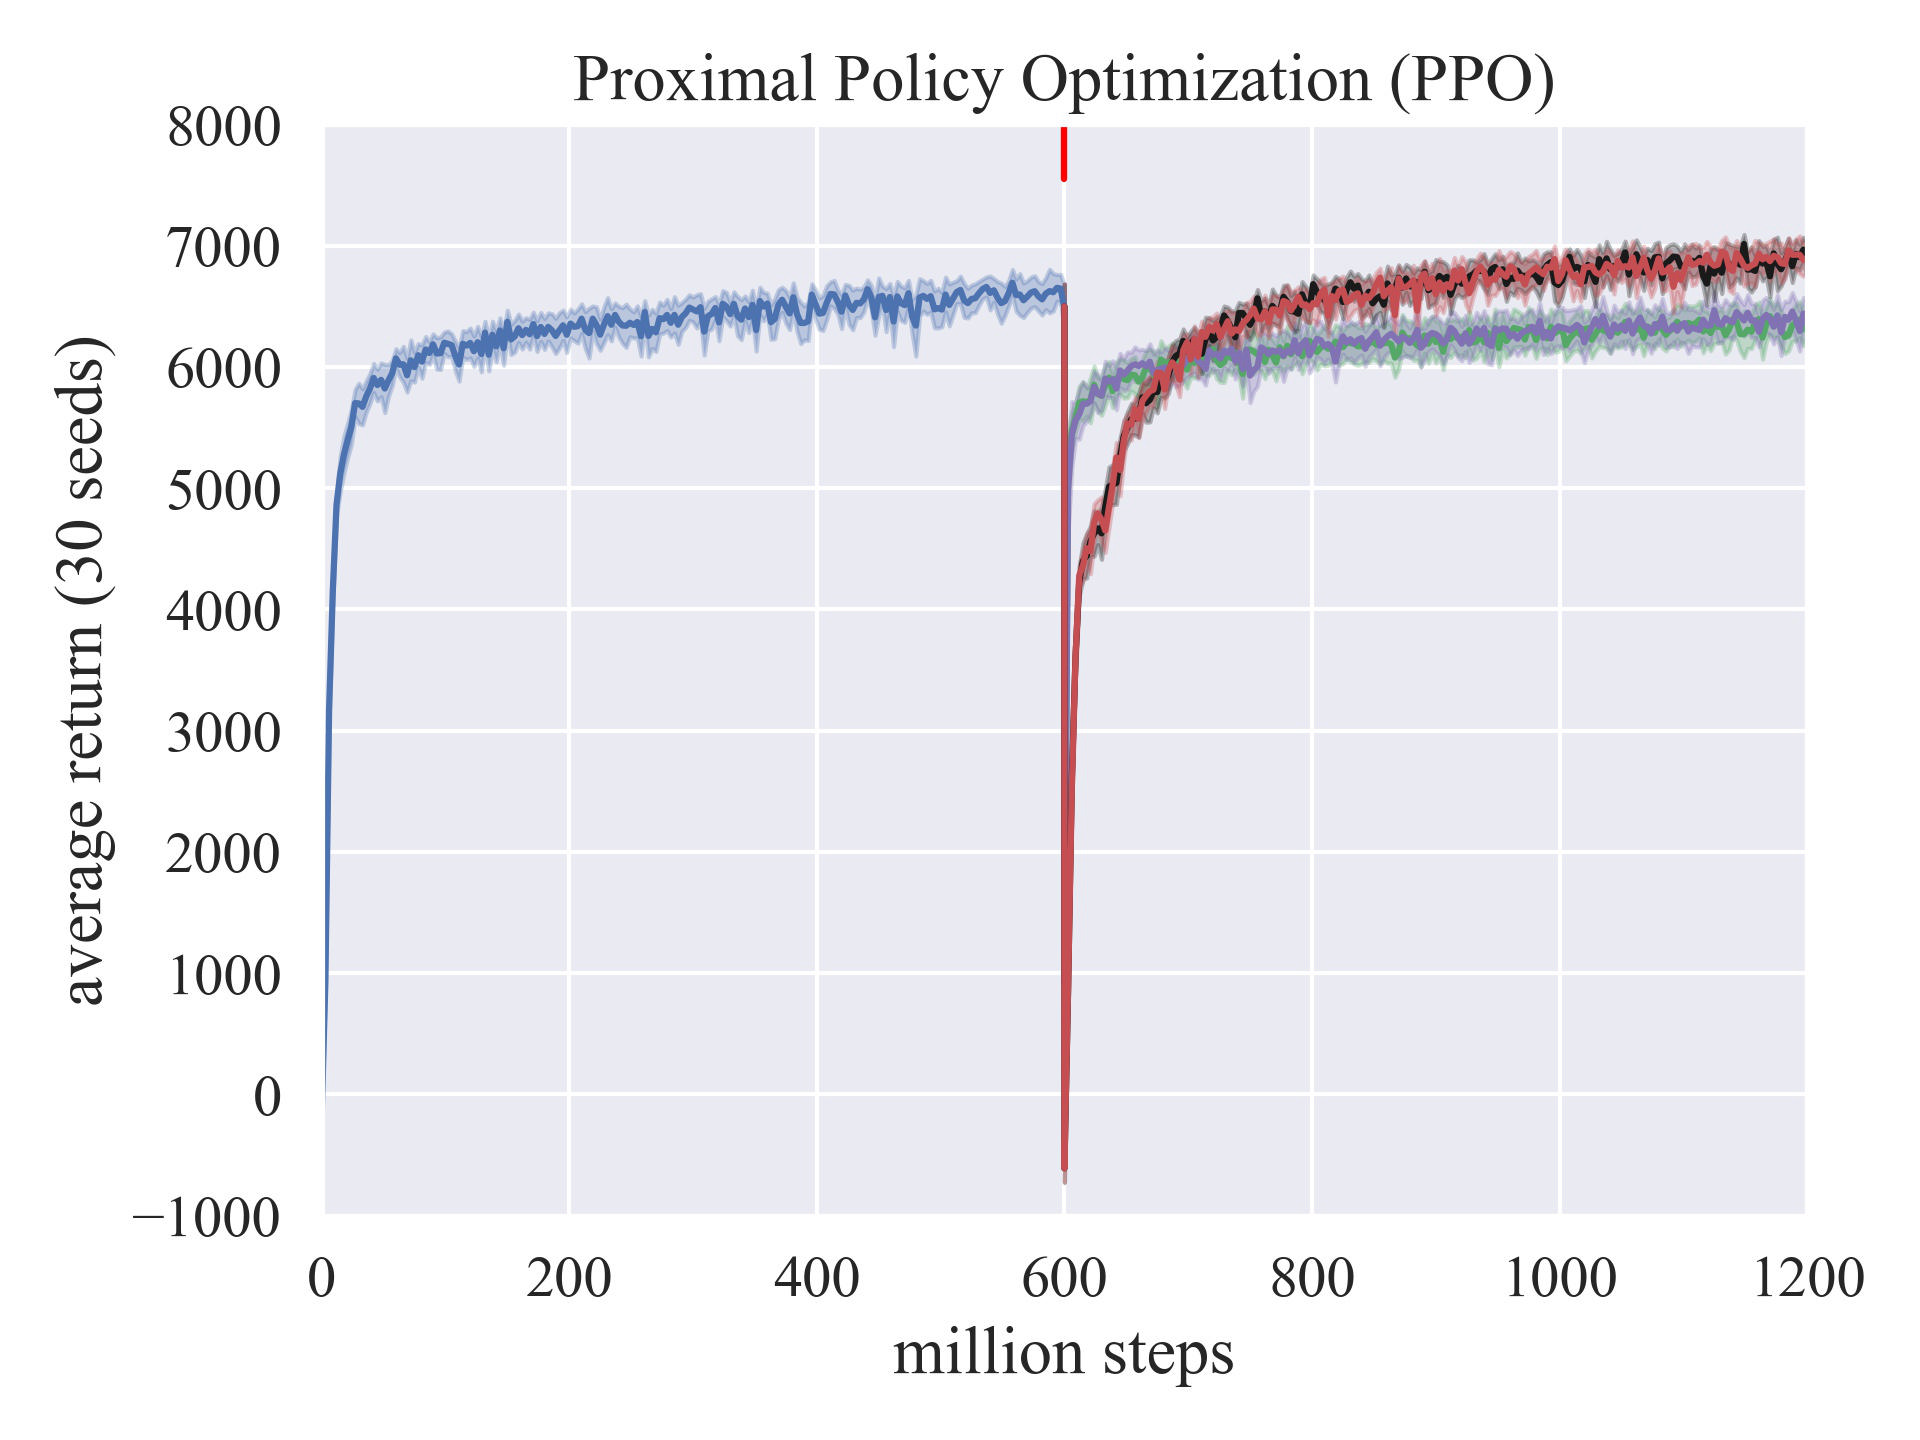 Proximal Policy Optimization (PPO)
8000
7000
6000
5000
4000
3000
2000
1000
0
−1000
average return (30 seeds)
0 200 400 600 800 1000 1200
million steps